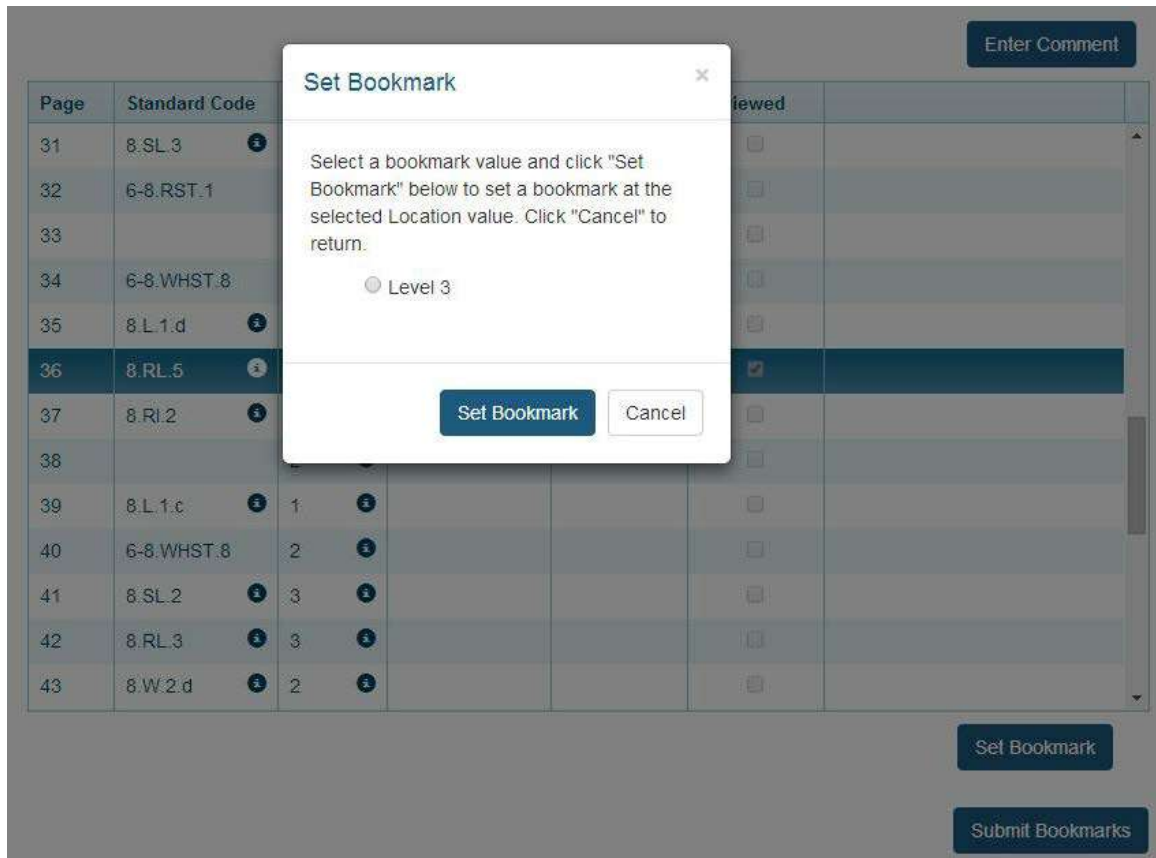 Enter Comment
Set Bookmark ×
Page Standard Code iewed
31 8.SL.3
32 6-8.RST.1
33
34 6-8.WHST.8
35 8.L.1.d
36 8.RL.5
37 8.RI.2
38
39 8.L.1.c 1
40 6-8.WHST.8 2
41 8.SL.2 3
42 8.RL.3 3
43 8.W.2.d 2
Select a bookmark value and click "Set
Bookmark" below to set a bookmark at the
selected Location value. Click "Cancel" to
return.
Level 3
Set Bookmark Cancel
Set Bookmark
Submit Bookmarks